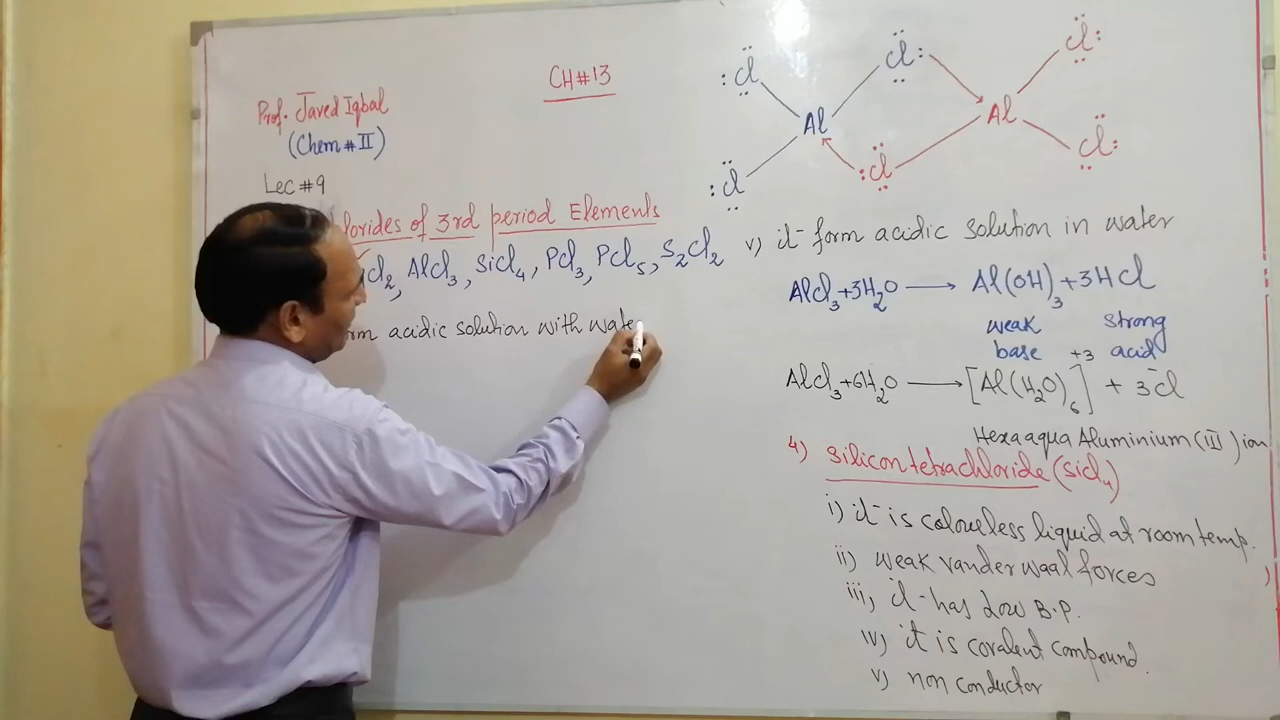 CH#13
Prof. Javed Iqbal
(Chem # II)
Lec #9
lorides of 3rd period Elements
Cl₂, AlCl₃, SiCl₄, PCl₃, PCl₅, S₂Cl₂
rm acidic solution with wate
:Cl Cl Cl:
Al Al
:Cl :Cl Cl:
v) it form acidic solution in water
AlCl₃+3H₂O → Al(OH)₃+3HCl
weak strong
base acid
AlCl₃+6H₂O → [Al(H₂O)₆]⁺³ + 3Cl⁻
Hexaaqua Aluminium (III) ion
4) Silicon tetrachloride (SiCl₄)
i) it is colourless liquid at room temp.
ii) weak vander waal forces
iii) it has low B.P.
iv) it is covalent compound.
v) non conductor